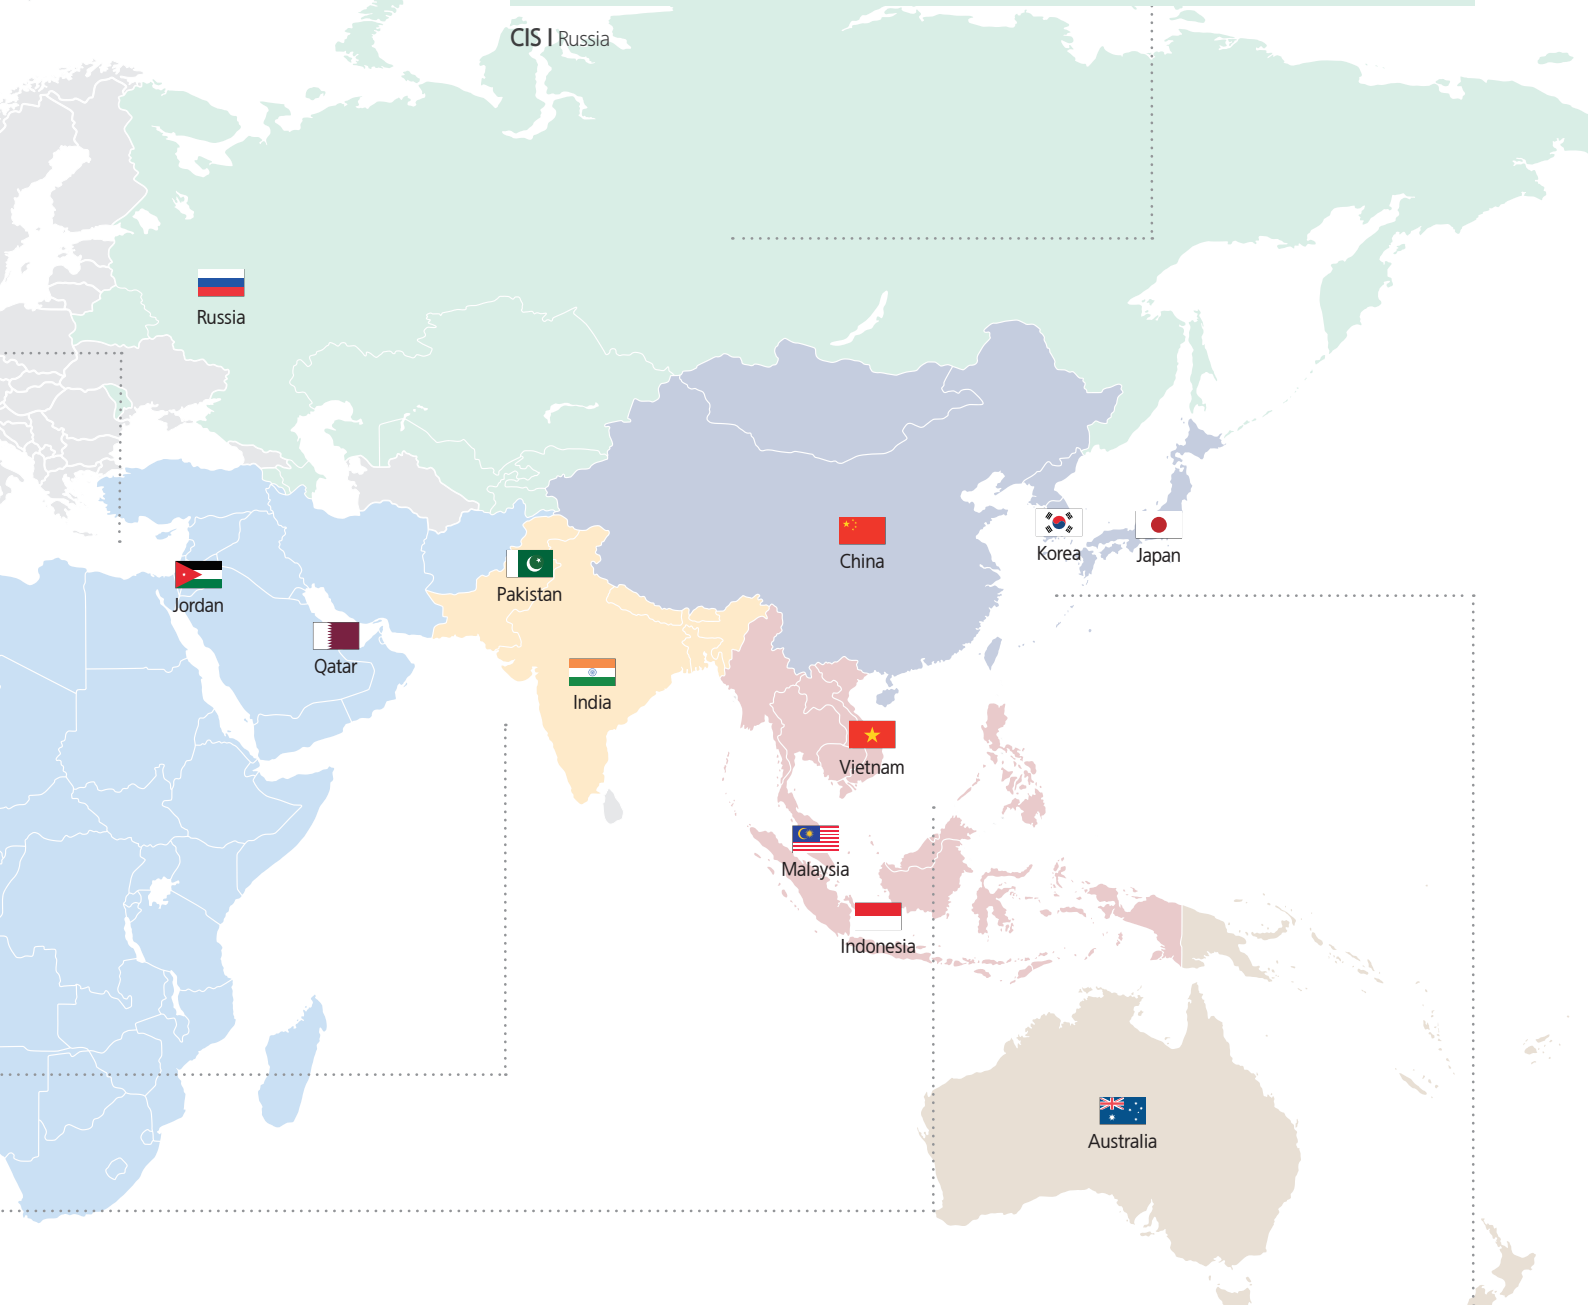 CIS I Russia
Russia
China
Korea
Japan
Pakistan
Jordan
Qatar
India
Vietnam
Malaysia
Indonesia
Australia